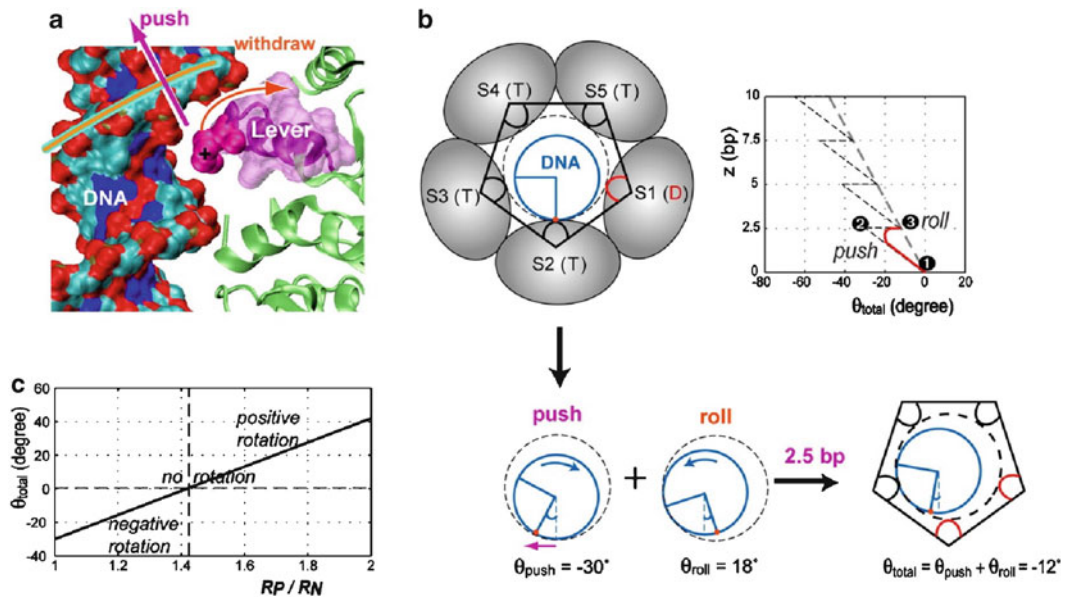 a
push
withdraw
Lever
+
DNA
b
S4 (T)
S5 (T)
S3 (T)
DNA
S1 (D)
S2 (T)
z (bp)
10
7.5
5
2.5
0
2
3
roll
push
1
-80
-60
-40
-20
0
20
θtotal (degree)
c
θtotal (degree)
60
40
20
0
-20
-40
positive
rotation
no rotation
negative
rotation
1
1.2
1.4
1.6
1.8
2
RP / RN
push
roll
+
2.5 bp
θpush = -30°
θroll = 18°
θtotal = θpush + θroll = -12°